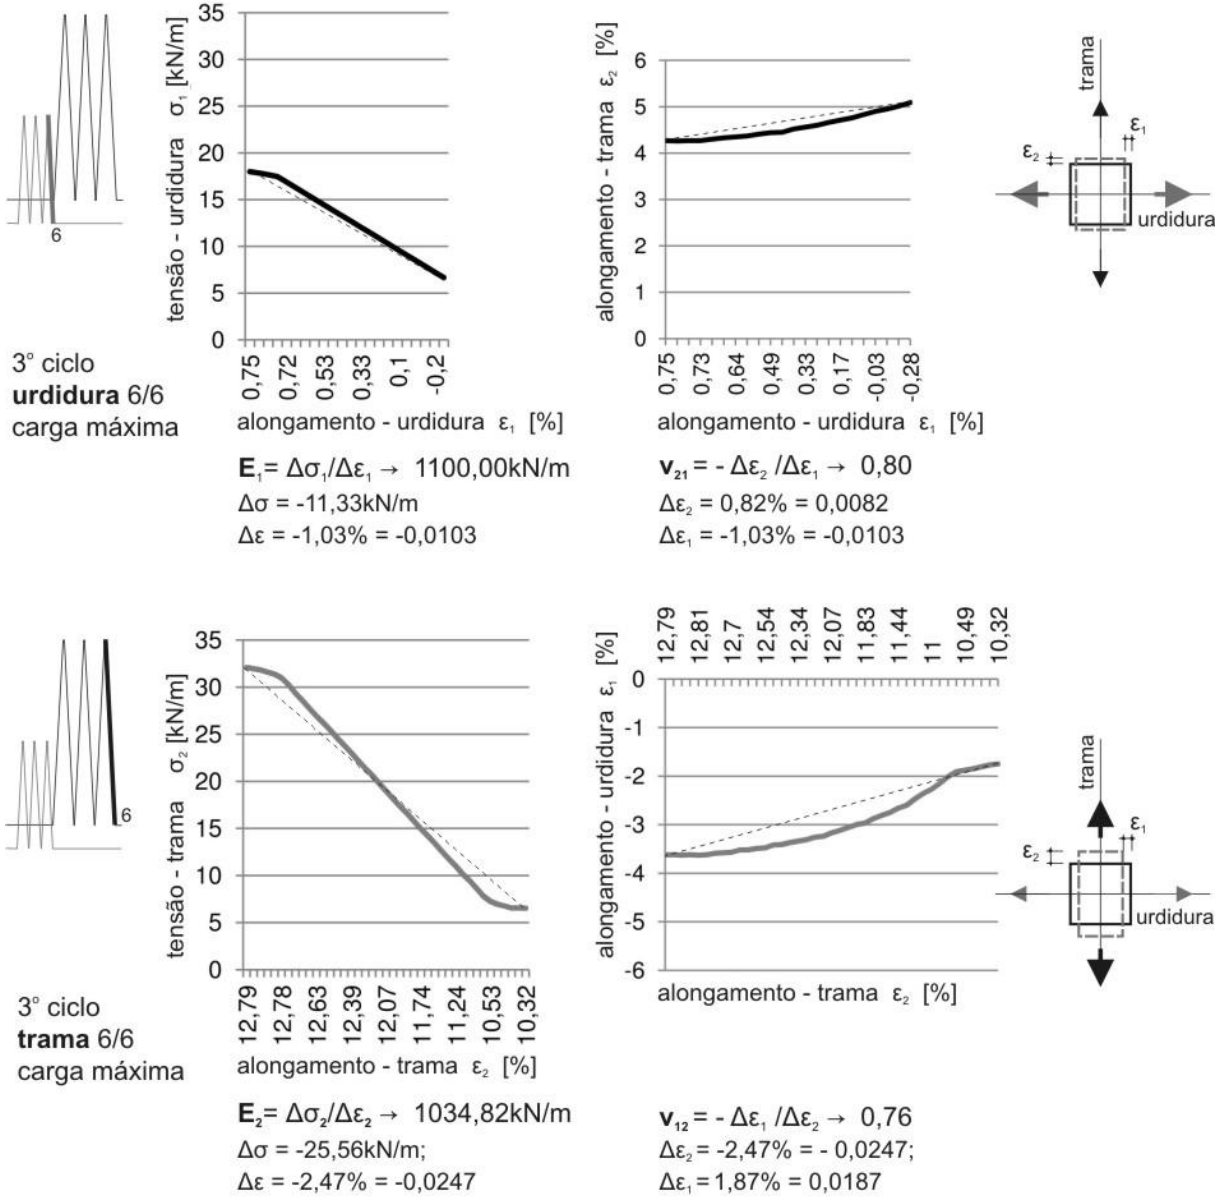 35
30
25
20
15
10
5
0
tensão - urdidura σ₁ [kN/m]
0,75
0,72
0,53
0,33
0,1
-0,2
alongamento - urdidura ε₁ [%]
6
3° ciclo
urdidura 6/6
carga máxima
E₁= Δσ₁/Δε₁ → 1100,00kN/m
Δσ = -11,33kN/m
Δε = -1,03% = -0,0103
6
5
4
3
2
1
0
alongamento - trama ε₂ [%]
0,75
0,73
0,64
0,49
0,33
0,17
-0,03
-0,28
alongamento - urdidura ε₁ [%]
v₂₁ = - Δε₂ /Δε₁ → 0,80
Δε₂ = 0,82% = 0,0082
Δε₁ = -1,03% = -0,0103
trama
ε₁
ε₂
urdidura
6
3° ciclo
trama 6/6
carga máxima
35
30
25
20
15
10
5
0
tensão - trama σ₂ [kN/m]
12,79
12,78
12,63
12,39
12,07
11,74
11,24
10,53
10,32
alongamento - trama ε₂ [%]
E₂= Δσ₂/Δε₂ → 1034,82kN/m
Δσ = -25,56kN/m;
Δε = -2,47% = -0,0247
12,79
12,81
12,7
12,54
12,34
12,07
11,83
11,44
11
10,49
10,32
0
-1
-2
-3
-4
-5
-6
alongamento - urdidura ε₁ [%]
alongamento - trama ε₂ [%]
v₁₂ = - Δε₁ /Δε₂ → 0,76
Δε₂= -2,47% = - 0,0247;
Δε₁= 1,87% = 0,0187
trama
ε₁
ε₂
urdidura